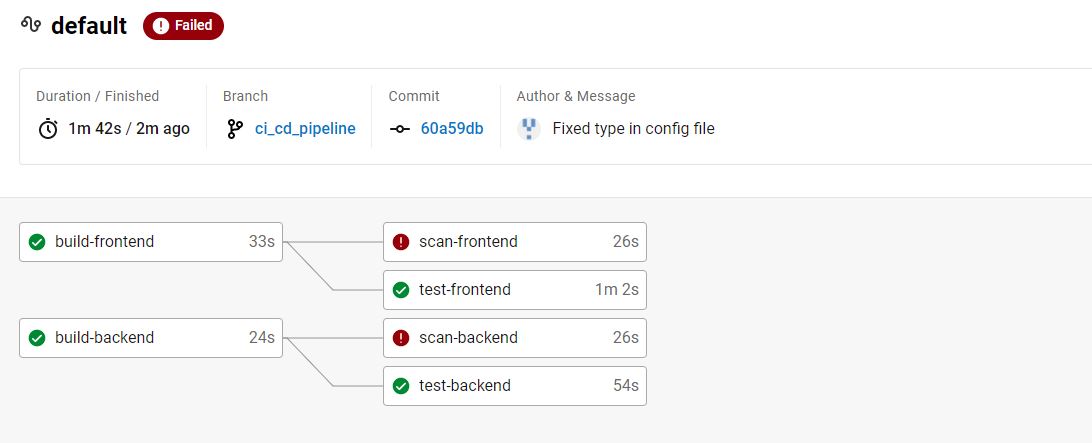 default Failed
Duration / Finished Branch Commit Author & Message
1m 42s / 2m ago ci_cd_pipeline 60a59db Fixed type in config file
build-frontend 33s scan-frontend 26s
test-frontend 1m 2s
build-backend 24s scan-backend 26s
test-backend 54s